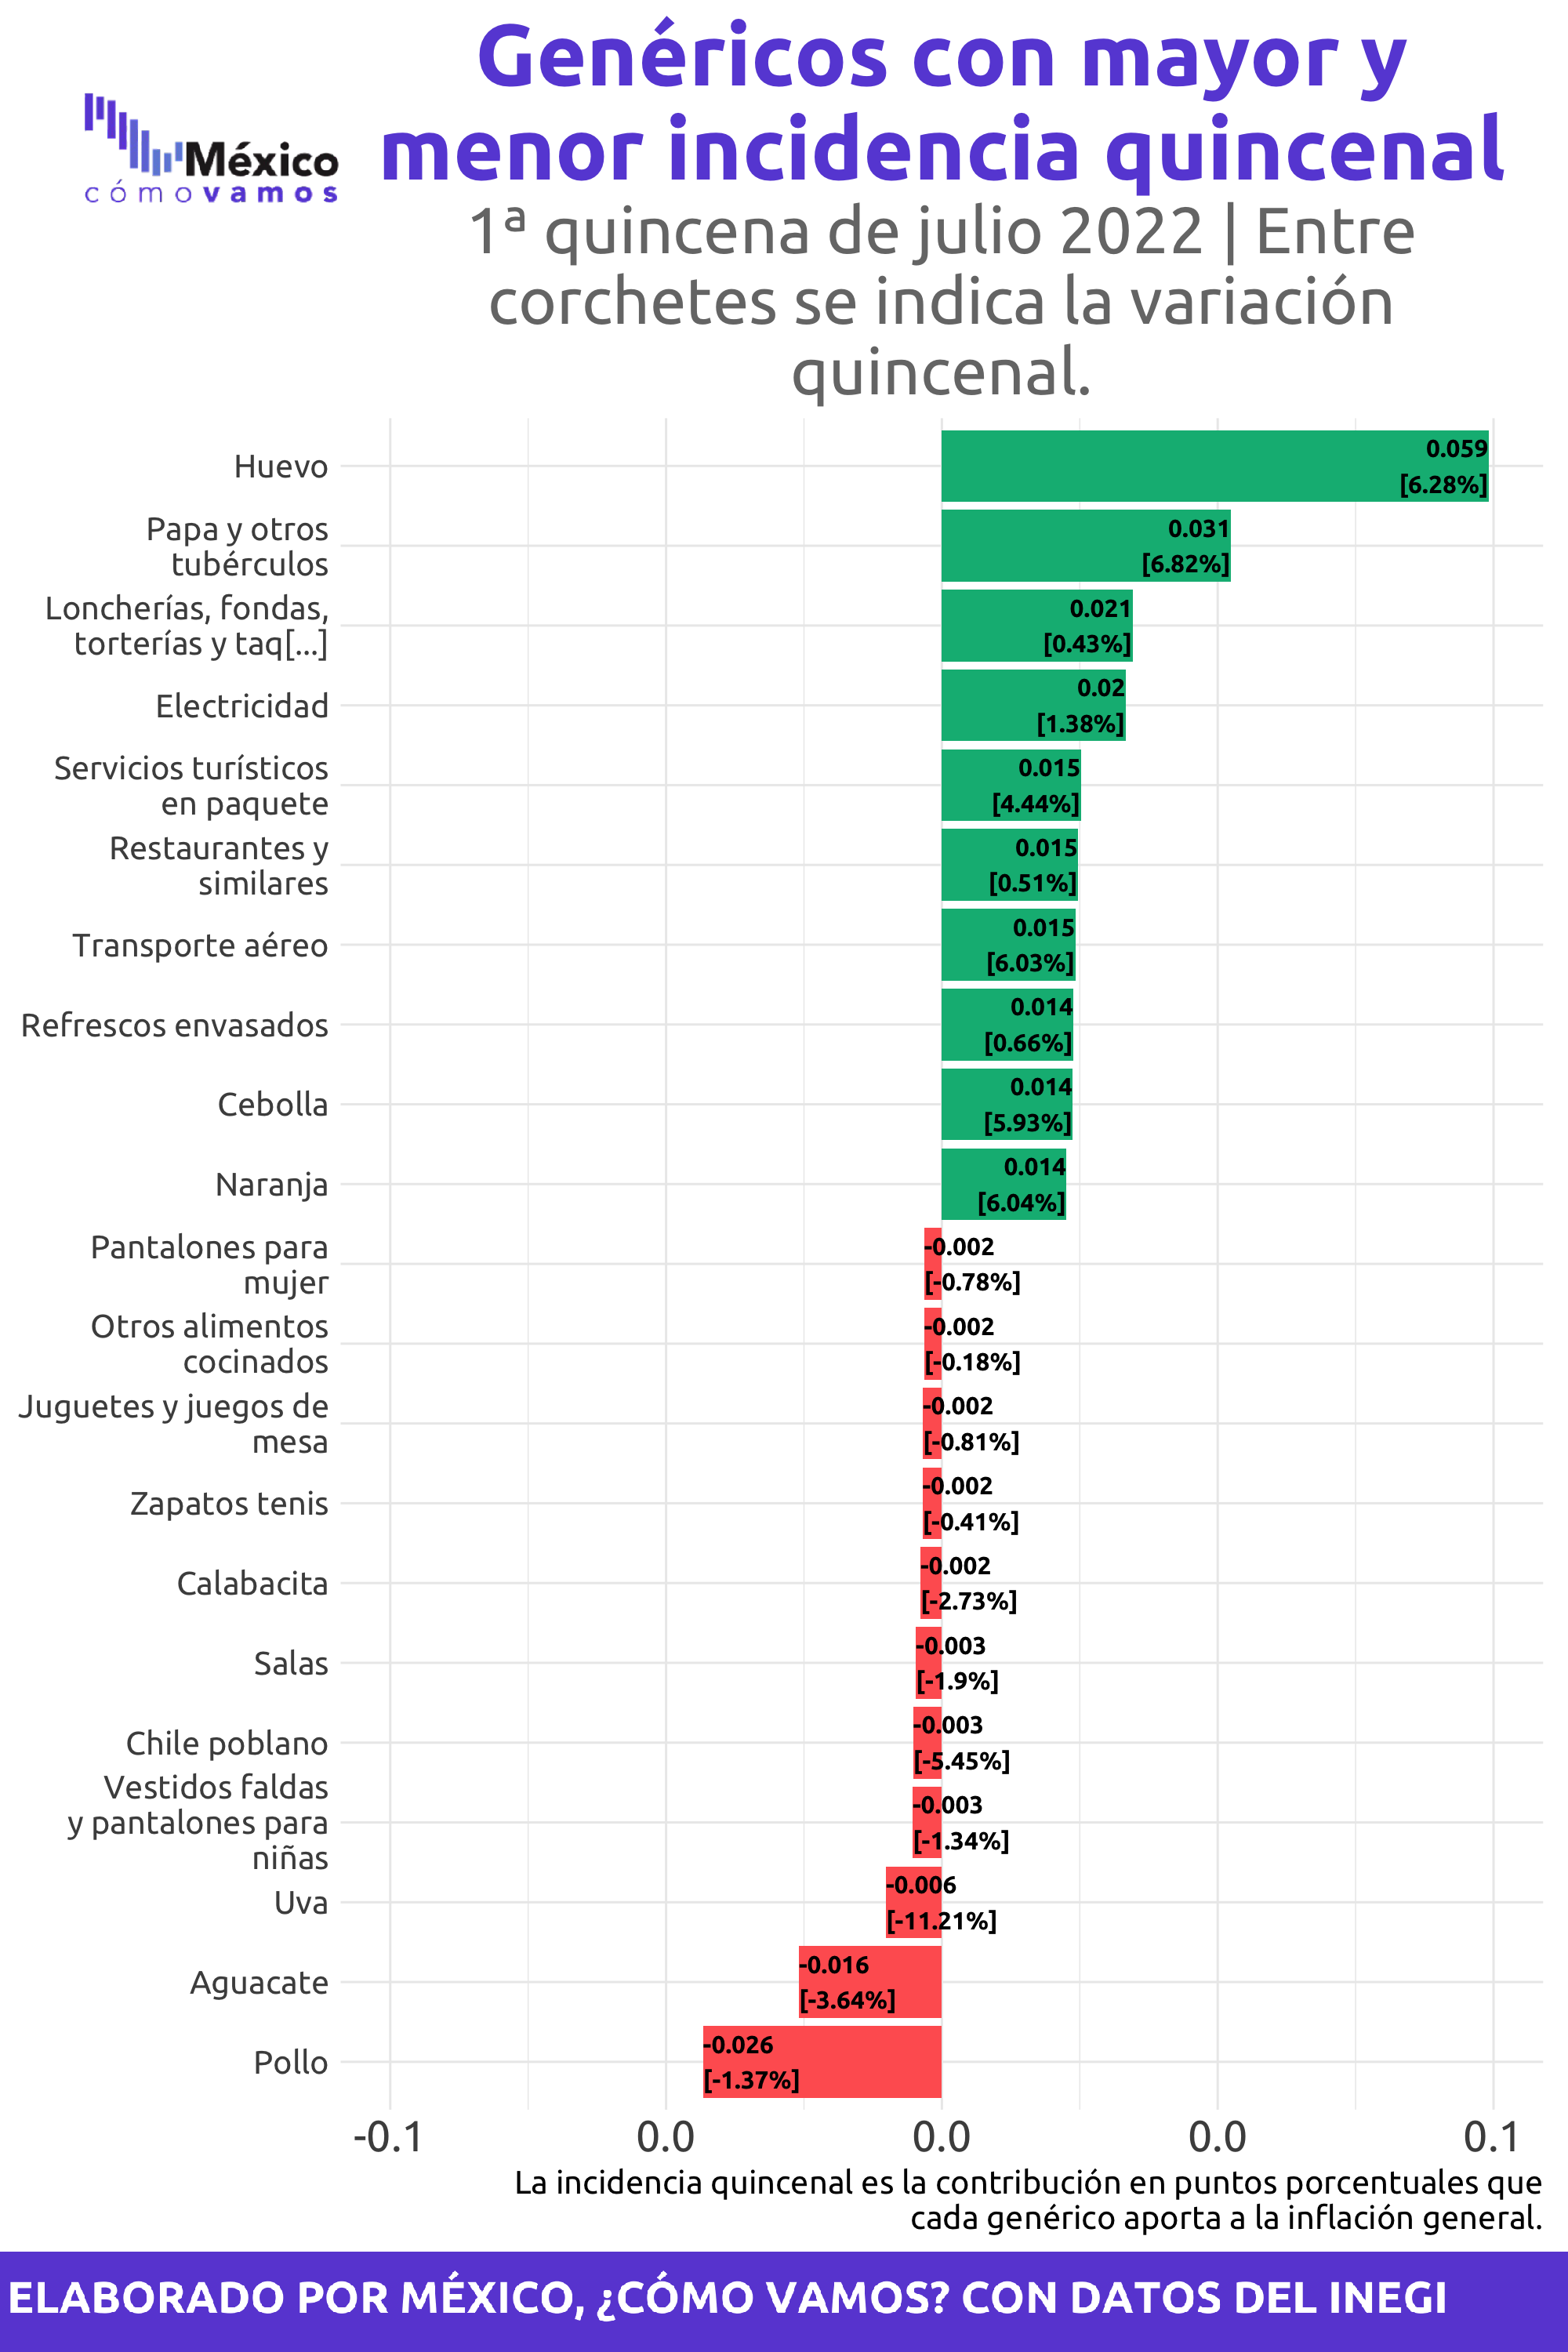 México
cómovamos
Genéricos con mayor y
menor incidencia quincenal
1ª quincena de julio 2022 | Entre
corchetes se indica la variación
quincenal.
Huevo
0.059
[6.28%]
Papa y otros
tubérculos
0.031
[6.82%]
Loncherías, fondas,
torterías y taq[...]
0.021
[0.43%]
Electricidad
0.02
[1.38%]
Servicios turísticos
en paquete
0.015
[4.44%]
Restaurantes y
similares
0.015
[0.51%]
Transporte aéreo
0.015
[6.03%]
Refrescos envasados
0.014
[0.66%]
Cebolla
0.014
[5.93%]
Naranja
0.014
[6.04%]
Pantalones para
mujer
-0.002
[-0.78%]
Otros alimentos
cocinados
-0.002
[-0.18%]
Juguetes y juegos de
mesa
-0.002
[-0.81%]
Zapatos tenis
-0.002
[-0.41%]
Calabacita
-0.002
[-2.73%]
Salas
-0.003
[-1.9%]
Chile poblano
-0.003
[-5.45%]
Vestidos faldas
y pantalones para
niñas
-0.003
[-1.34%]
Uva
-0.006
[-11.21%]
Aguacate
-0.016
[-3.64%]
Pollo
-0.026
[-1.37%]
-0.1 0.0 0.0 0.0 0.1
La incidencia quincenal es la contribución en puntos porcentuales que
cada genérico aporta a la inflación general.
ELABORADO POR MÉXICO, ¿CÓMO VAMOS? CON DATOS DEL INEGI